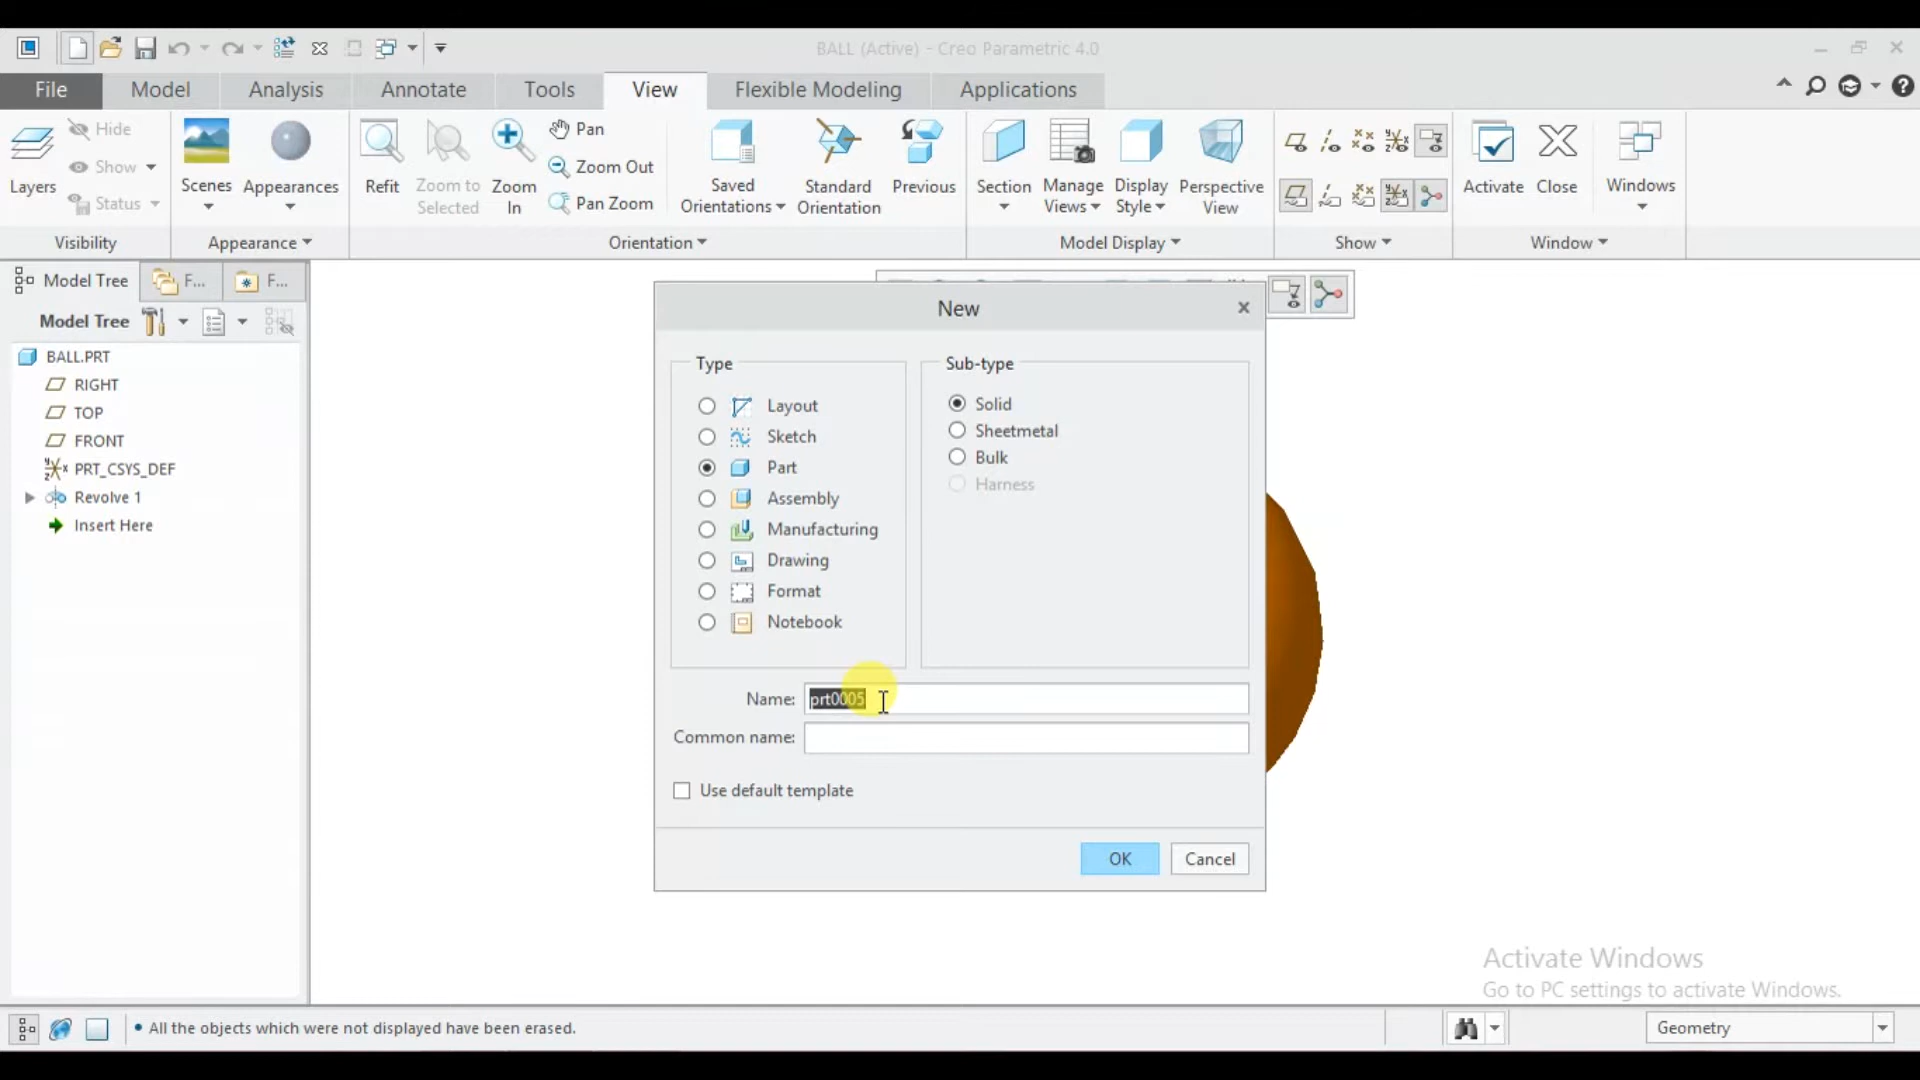 BALL (Active) - Creo Parametric 4.0
File Model Analysis Annotate Tools View Flexible Modeling Applications
Layers
Hide
Show
Status
Scenes
Appearances
Refit
Zoom to Selected
Zoom In
Pan
Zoom Out
Pan Zoom
Saved Orientations
Standard Orientation
Previous
Section
Manage Views
Display Style
Perspective View
Activate
Close
Windows
Visibility Appearance Orientation Model Display Show Window
Model Tree F... F...
Model Tree
BALL.PRT
RIGHT
TOP
FRONT
PRT_CSYS_DEF
Revolve 1
Insert Here
New
Type
Layout
Sketch
Part
Assembly
Manufacturing
Drawing
Format
Notebook
Sub-type
Solid
Sheetmetal
Bulk
Harness
Name: prt0005
Common name:
Use default template
OK Cancel
Activate Windows
Go to PC settings to activate Windows.
• All the objects which were not displayed have been erased.
Geometry